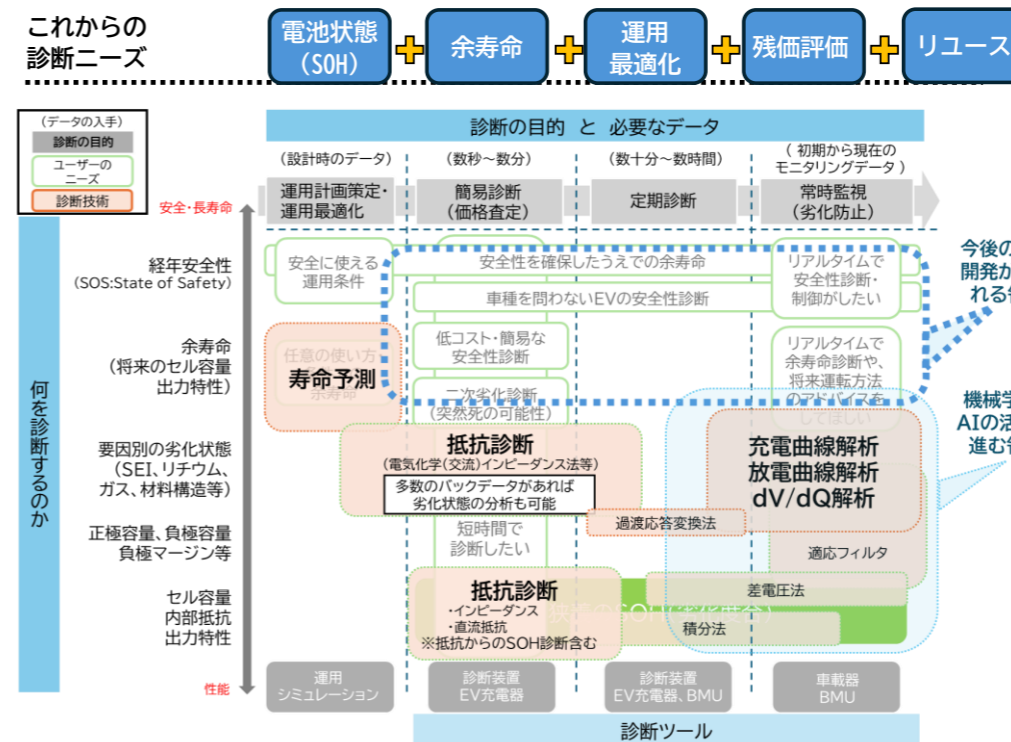 これからの
診断ニーズ
電池状態
(SOH)
余寿命
運用
最適化
残価評価
リユース
(データの入手)
診断の目的
ユーザーの
ニーズ
診断技術
診断の目的 と 必要なデータ
(設計時のデータ)
(数秒~数分)
(数十分~数時間)
( 初期から現在の
モニタリングデータ )
運用計画策定・
運用最適化
簡易診断
(価格査定)
定期診断
常時監視
(劣化防止)
安全・長寿命
何を診断するのか
経年安全性
(SOS:State of Safety)
安全に使える
運用条件
安全性を確保したうえでの余寿命
リアルタイムで
安全性診断・
制御がしたい
車種を問わないEVの安全性診断
今後の
開発が
れる
余寿命
(将来のセル容量
出力特性)
任意の使い方
寿命予測
余寿命
低コスト・簡易な
安全性診断
二次劣化診断
(突然死の可能性)
リアルタイムで
余寿命診断や、
将来運転方法
のアドバイスを
してほしい
機械学
AIの活
進む
要因別の劣化状態
(SEI、リチウム、
ガス、材料構造等)
抵抗診断
(電気化学(交流)インピーダンス法等)
多数のバックデータがあれば
劣化状態の分析も可能
充電曲線解析
放電曲線解析
dV/dQ解析
過渡応答変換法
正極容量、負極容量
負極マージン等
短時間で
診断したい
適応フィルタ
セル容量
内部抵抗
出力特性
抵抗診断
・インピーダンス
・直流抵抗
※抵抗からのSOH診断含む
差電圧法
積分法
性能
運用
シミュレーション
診断装置
EV充電器
診断装置
EV充電器、BMU
車載器
BMU
診断ツール